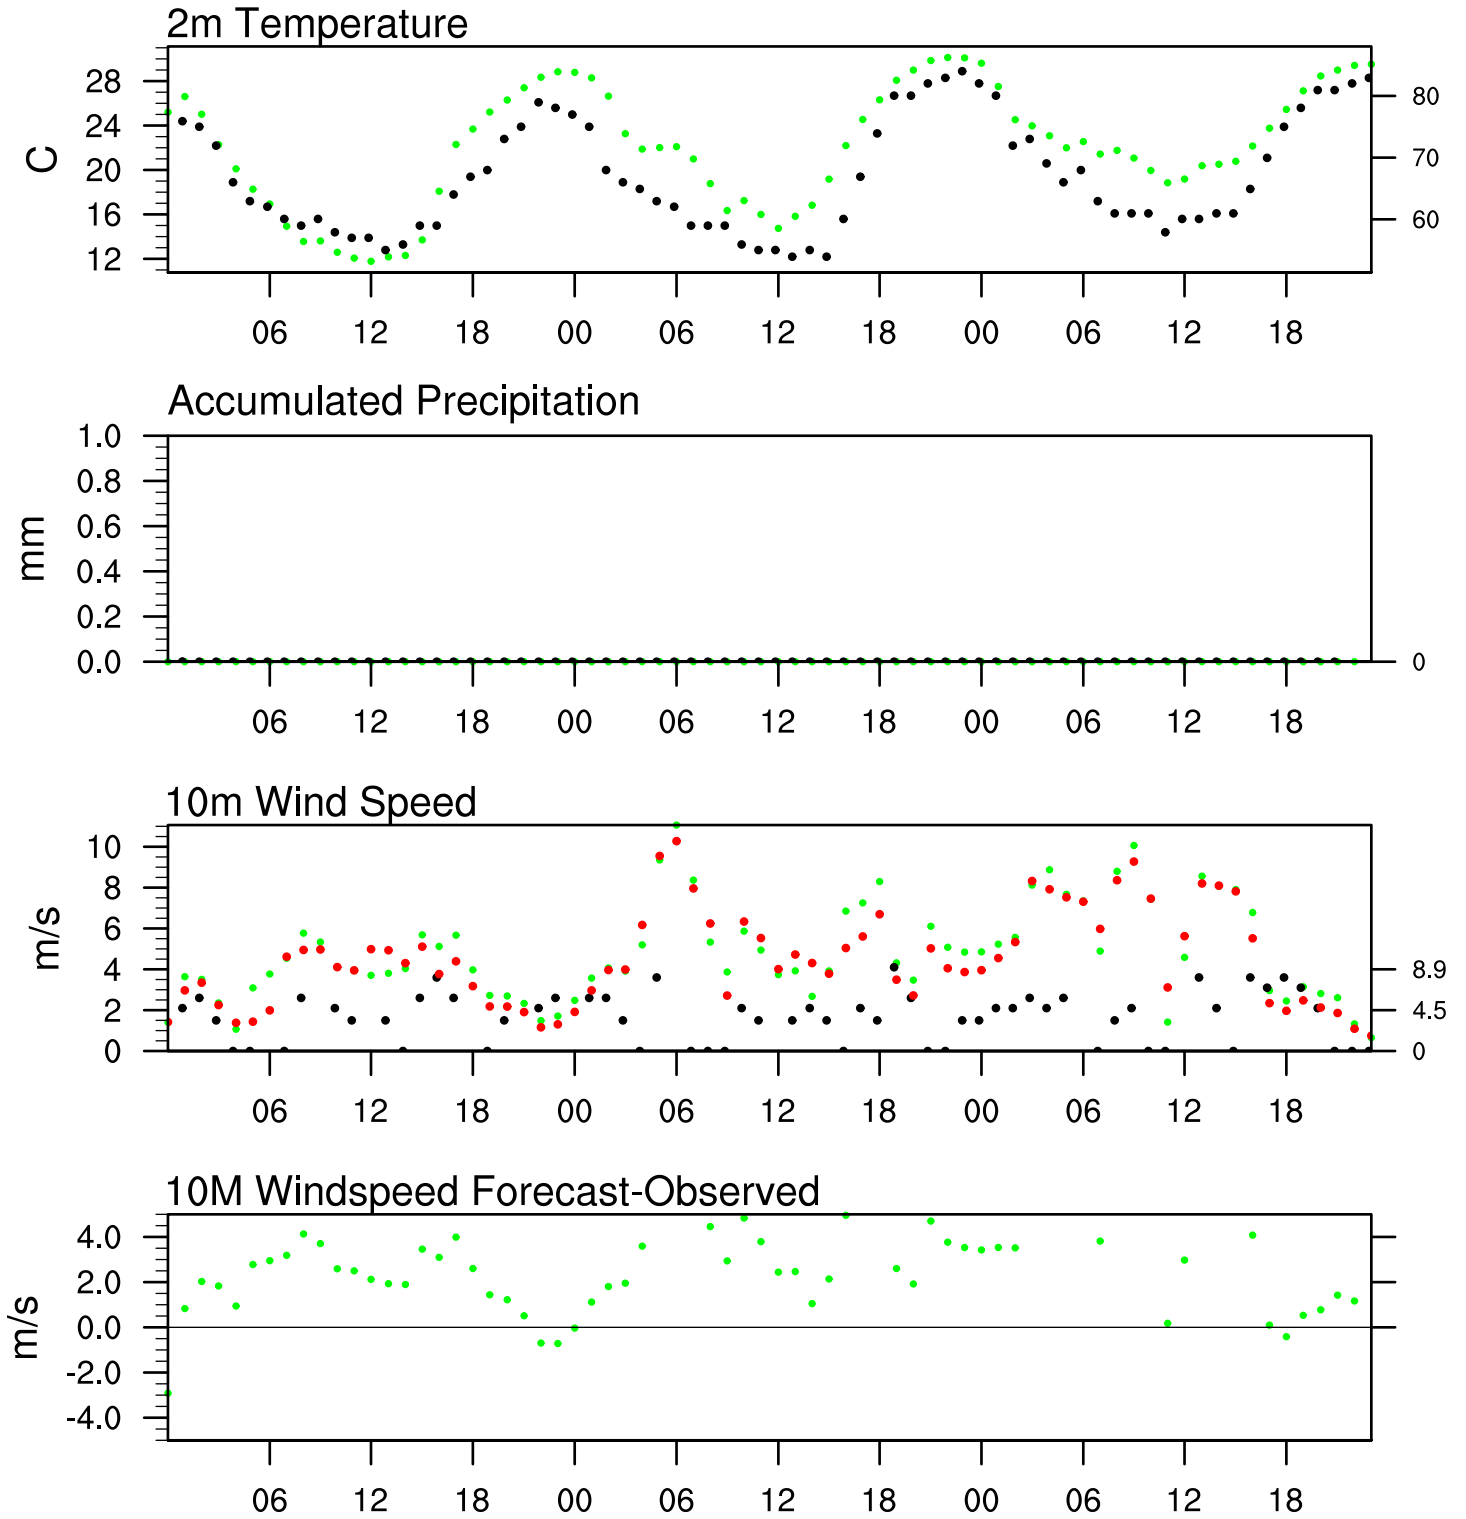 2m Temperature
28
24
20
16
12
C
80
70
60
06 12 18 00 06 12 18 00 06 12 18
Accumulated Precipitation
1.0
0.8
0.6
0.4
0.2
0.0
mm
0
06 12 18 00 06 12 18 00 06 12 18
10m Wind Speed
10
8
6
4
2
0
m/s
8.9
4.5
0
06 12 18 00 06 12 18 00 06 12 18
10M Windspeed Forecast-Observed
4.0
2.0
0.0
-2.0
-4.0
m/s
06 12 18 00 06 12 18 00 06 12 18